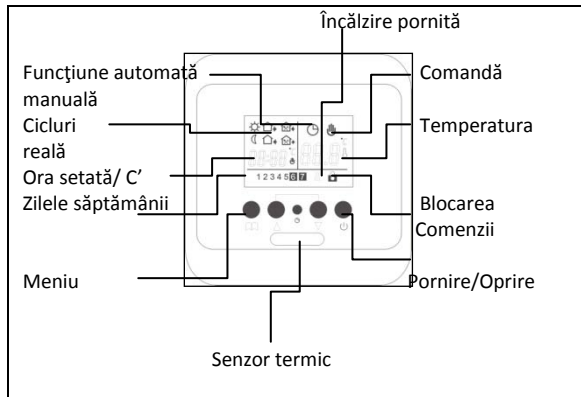 Încălzire pornită
Funcţiune automată Comandă
manuală
Cicluri Temperatura
reală
Ora setată/ C’
Zilele săptămânii Blocarea
Comenzii
1 2 3 4 5 6 7
Meniu Pornire/Oprire
Senzor termic